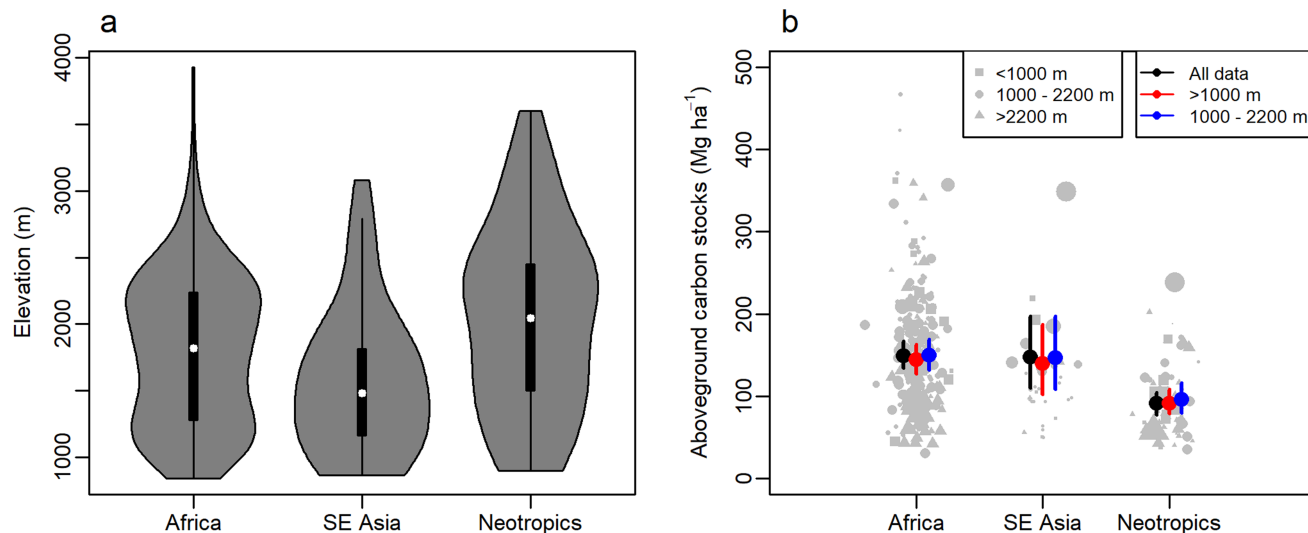 a
Elevation (m)
4000
3000
2000
1000
Africa
SE Asia
Neotropics
b
Aboveground carbon stocks (Mg ha⁻¹)
500
400
300
200
100
0
<1000 m
1000 - 2200 m
>2200 m
All data
>1000 m
1000 - 2200 m
Africa
SE Asia
Neotropics